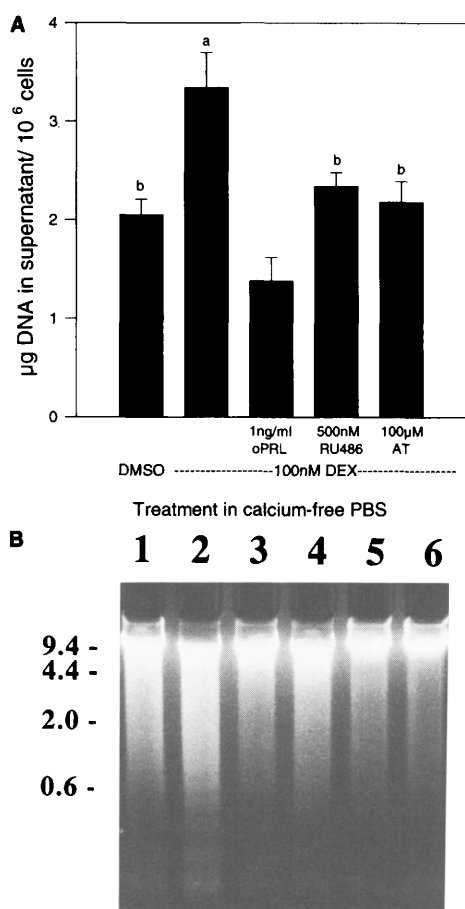 A
4
3
2
1
0
µg DNA in supernatant/ 10⁶ cells
b
a
b
b
1ng/ml 500nM 100µM
oPRL RU486 AT
DMSO ---------------100nM DEX---------------
Treatment in calcium-free PBS
B
1 2 3 4 5 6
9.4 -
4.4 -
2.0 -
0.6 -